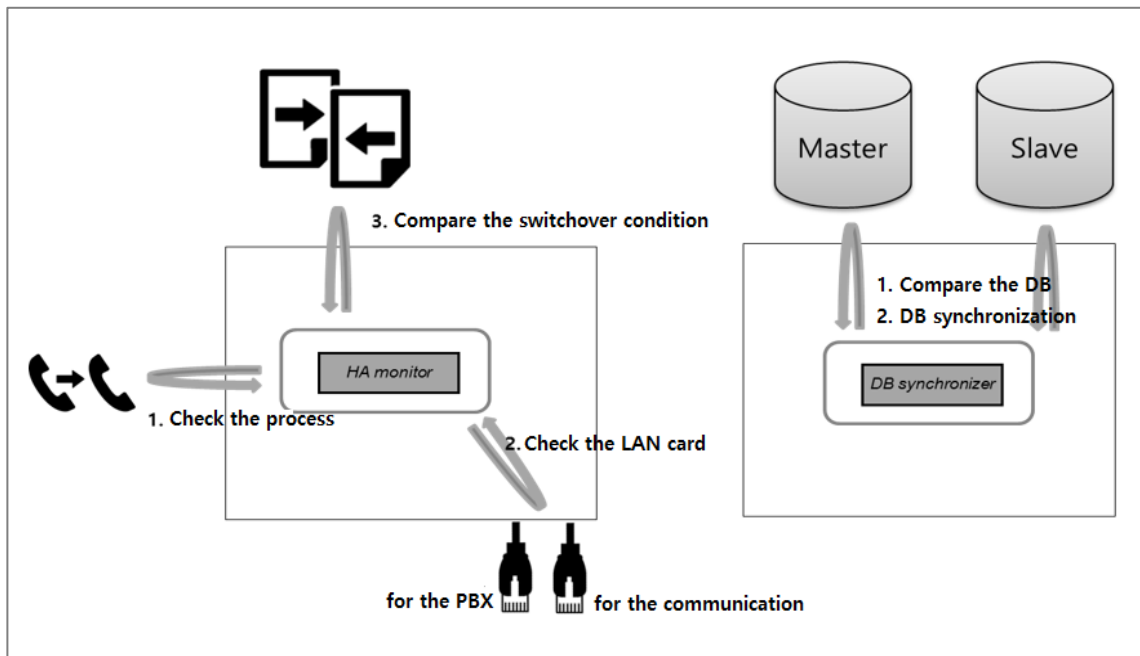 Master
Slave
3. Compare the switchover condition
1. Compare the DB
2. DB synchronization
HA monitor
DB synchronizer
1. Check the process
2. Check the LAN card
for the PBX
for the communication